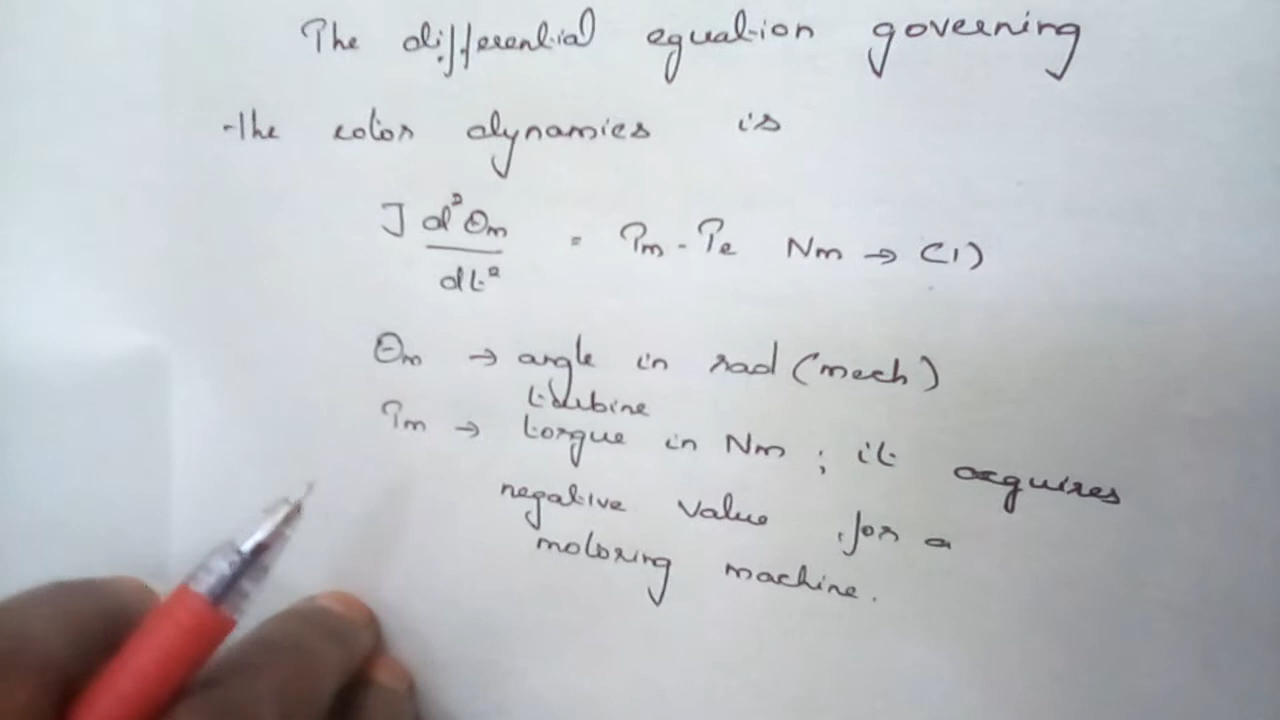 The differential equation governing
the rotor dynamics is
J d²θm / dt² = Tm - Te Nm → (1)
θm → angle in rad (mech)
turbine
Tm → torque in Nm ; it acquires
negative value for a
motoring machine.